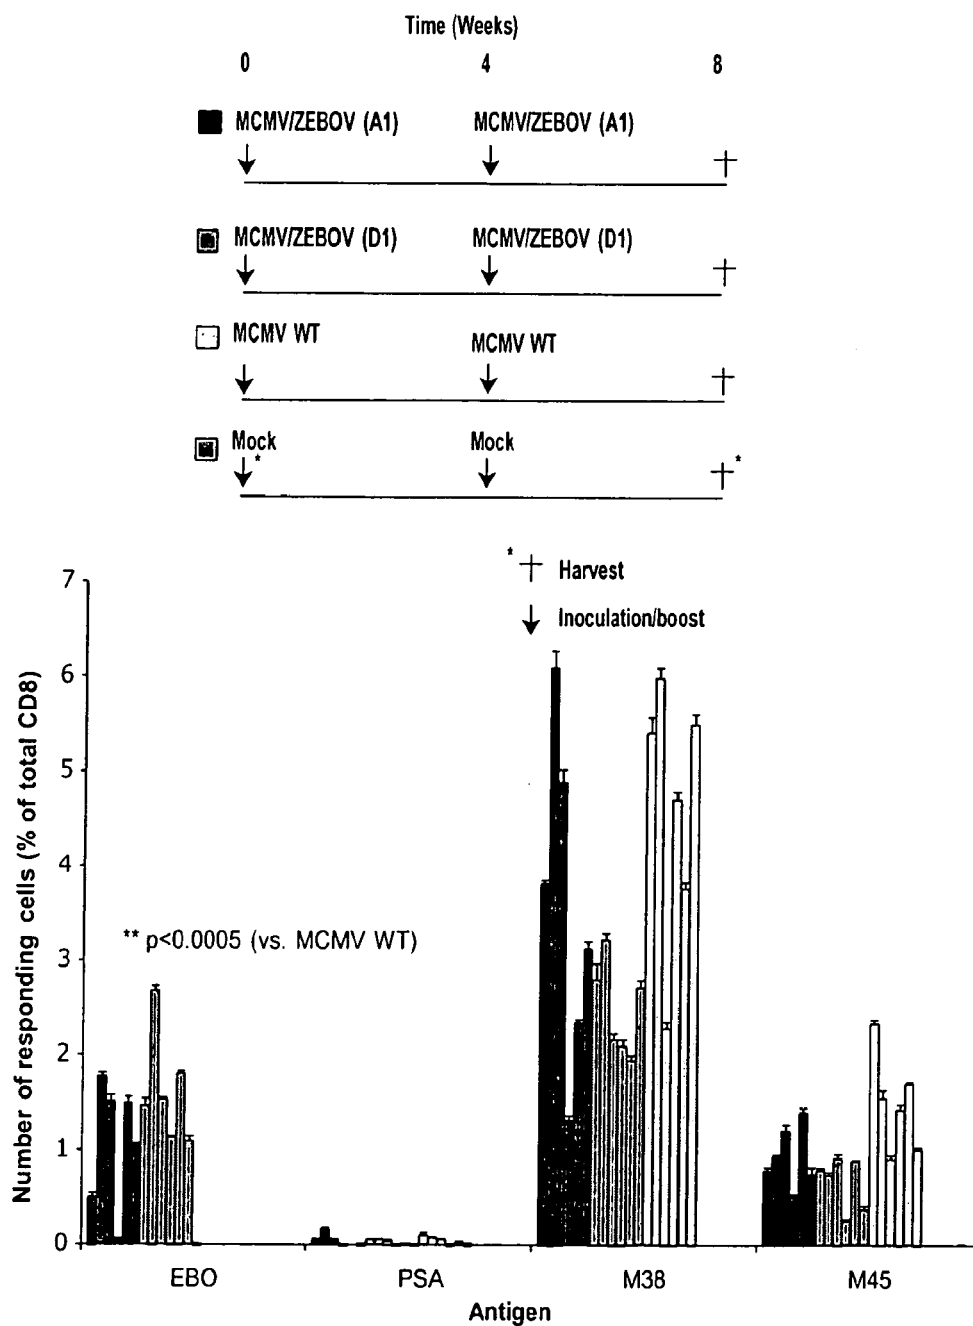 Time (Weeks)
0 4 8
MCMV/ZEBOV (A1) MCMV/ZEBOV (A1)
MCMV/ZEBOV (D1) MCMV/ZEBOV (D1)
MCMV WT MCMV WT
Mock Mock
* *
* † Harvest
↓ Inoculation/boost
Number of responding cells (% of total CD8)
7
6
5
4
3
2
1
0
** p<0.0005 (vs. MCMV WT)
EBO PSA M38 M45
Antigen